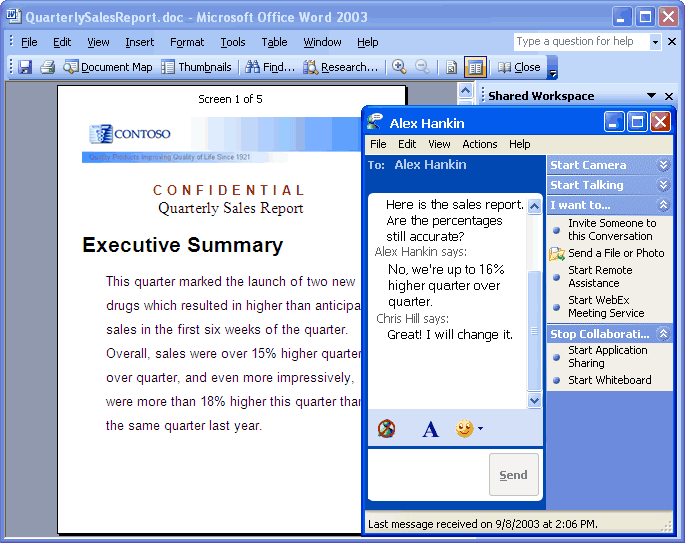 QuarterlySalesReport.doc - Microsoft Office Word 2003
File Edit View Insert Format Tools Table Window Help
Type a question for help
Document Map Thumbnails Find... Research... Close
Shared Workspace
Screen 1 of 5
CONTOSO
Quality Products Improving Quality of Life Since 1921
CONFIDENTIAL
Quarterly Sales Report
Executive Summary
This quarter marked the launch of two new
drugs which resulted in higher than anticipa
sales in the first six weeks of the quarter.
Overall, sales were over 15% higher quarter
over quarter, and even more impressively,
were more than 18% higher this quarter than
the same quarter last year.
Alex Hankin
File Edit View Actions Help
To: Alex Hankin
Here is the sales report.
Are the percentages
still accurate?
Alex Hankin says:
No, we're up to 16%
higher quarter over
quarter.
Chris Hill says:
Great! I will change it.
A
Send
Start Camera
Start Talking
I want to...
Invite Someone to
this Conversation
Send a File or Photo
Start Remote
Assistance
Start WebEx
Meeting Service
Stop Collaborati...
Start Application
Sharing
Start Whiteboard
Last message received on 9/8/2003 at 2:06 PM.